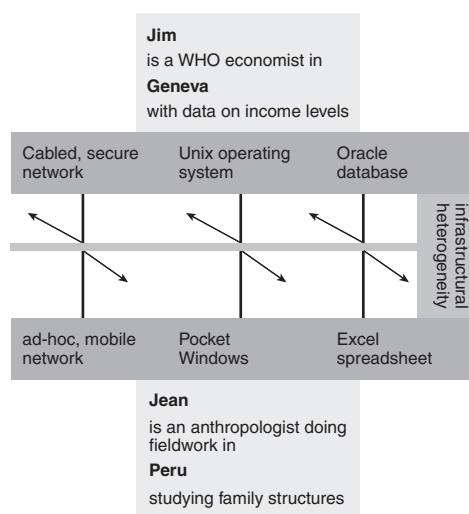 Jim
is a WHO economist in
Geneva
with data on income levels
Cabled, secure
network
Unix operating
system
Oracle
database
infrastructural
heterogeneity
ad-hoc, mobile
network
Pocket
Windows
Excel
spreadsheet
Jean
is an anthropologist doing
fieldwork in
Peru
studying family structures